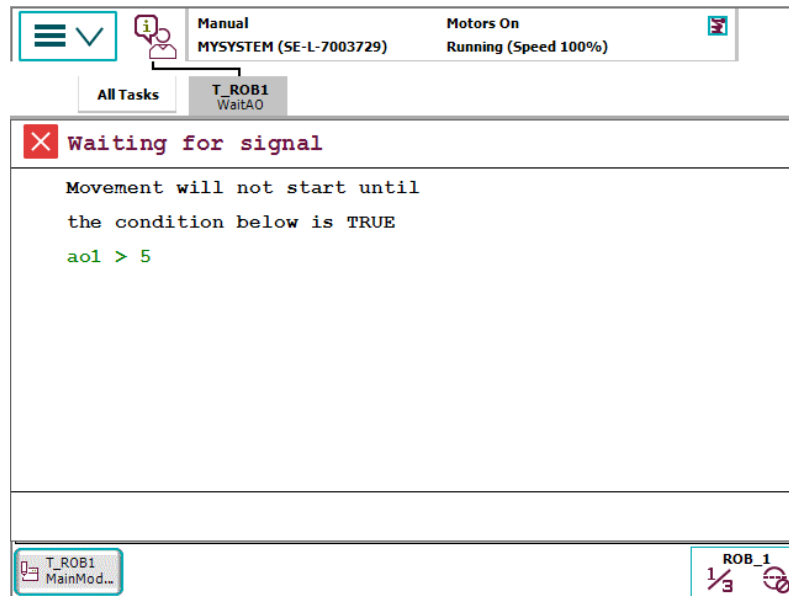 Manual
Motors On
MYSYSTEM (SE-L-7003729)
Running (Speed 100%)
All Tasks
T_ROB1
WaitAO
Waiting for signal
Movement will not start until
the condition below is TRUE
ao1 > 5
T_ROB1
MainMod...
ROB_1
1/3